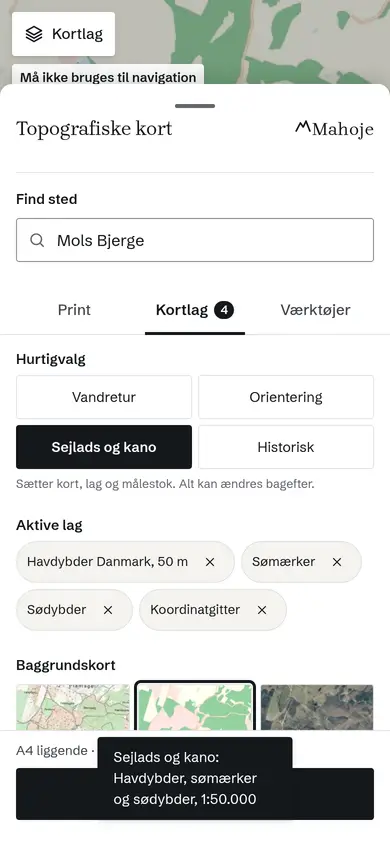 Kortlag
Må ikke bruges til navigation
Topografiske kort
Mahoje
Find sted
Mols Bjerge
Print
Kortlag 4
Værktøjer
Hurtigvalg
Vandretur
Orientering
Sejlads og kano
Historisk
Sætter kort, lag og målestok. Alt kan ændres bagefter.
Aktive lag
Havdybder Danmark, 50 m ×
Sømærker ×
Sødybder ×
Koordinatgitter ×
Baggrundskort
A4 liggende ·
Sejlads og kano:
Havdybder, sømærker
og sødybder, 1:50.000